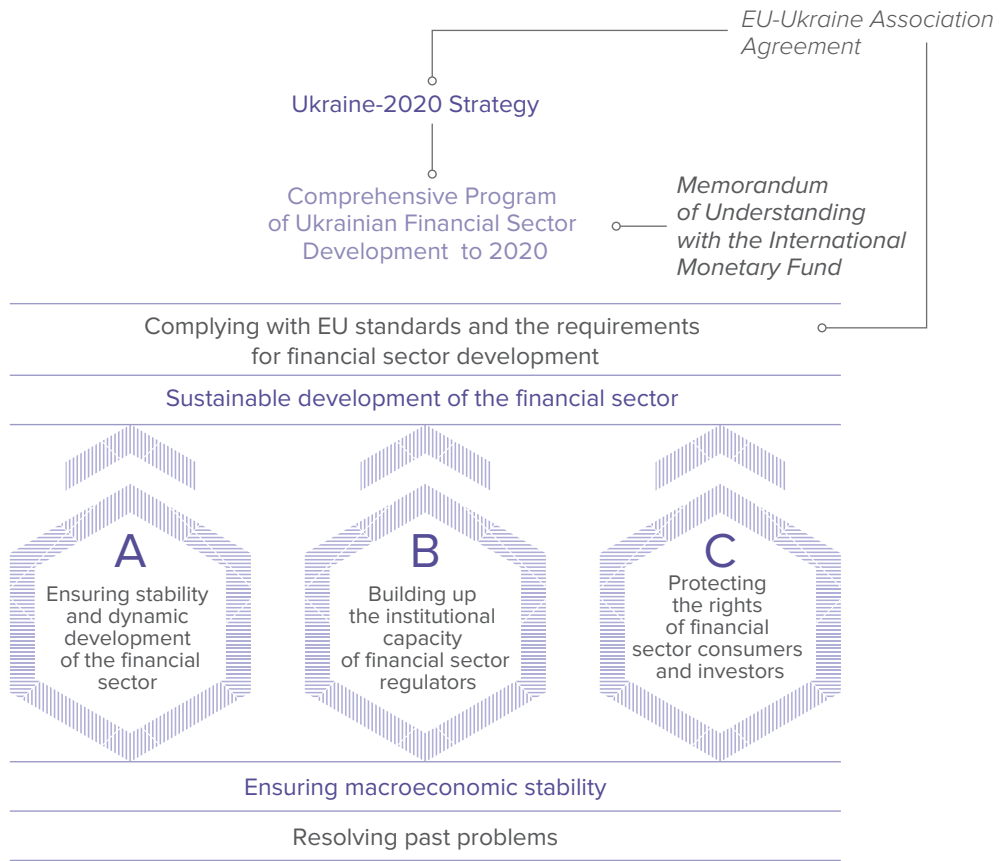 EU-Ukraine Association
Agreement
Ukraine-2020 Strategy
Comprehensive Program
of Ukrainian Financial Sector
Development to 2020
Memorandum
of Understanding
with the International
Monetary Fund
Complying with EU standards and the requirements
for financial sector development
Sustainable development of the financial sector
A
Ensuring stability
and dynamic
development
of the financial
sector
B
Building up
the institutional
capacity
of financial sector
regulators
C
Protecting
the rights
of financial
sector consumers
and investors
Ensuring macroeconomic stability
Resolving past problems